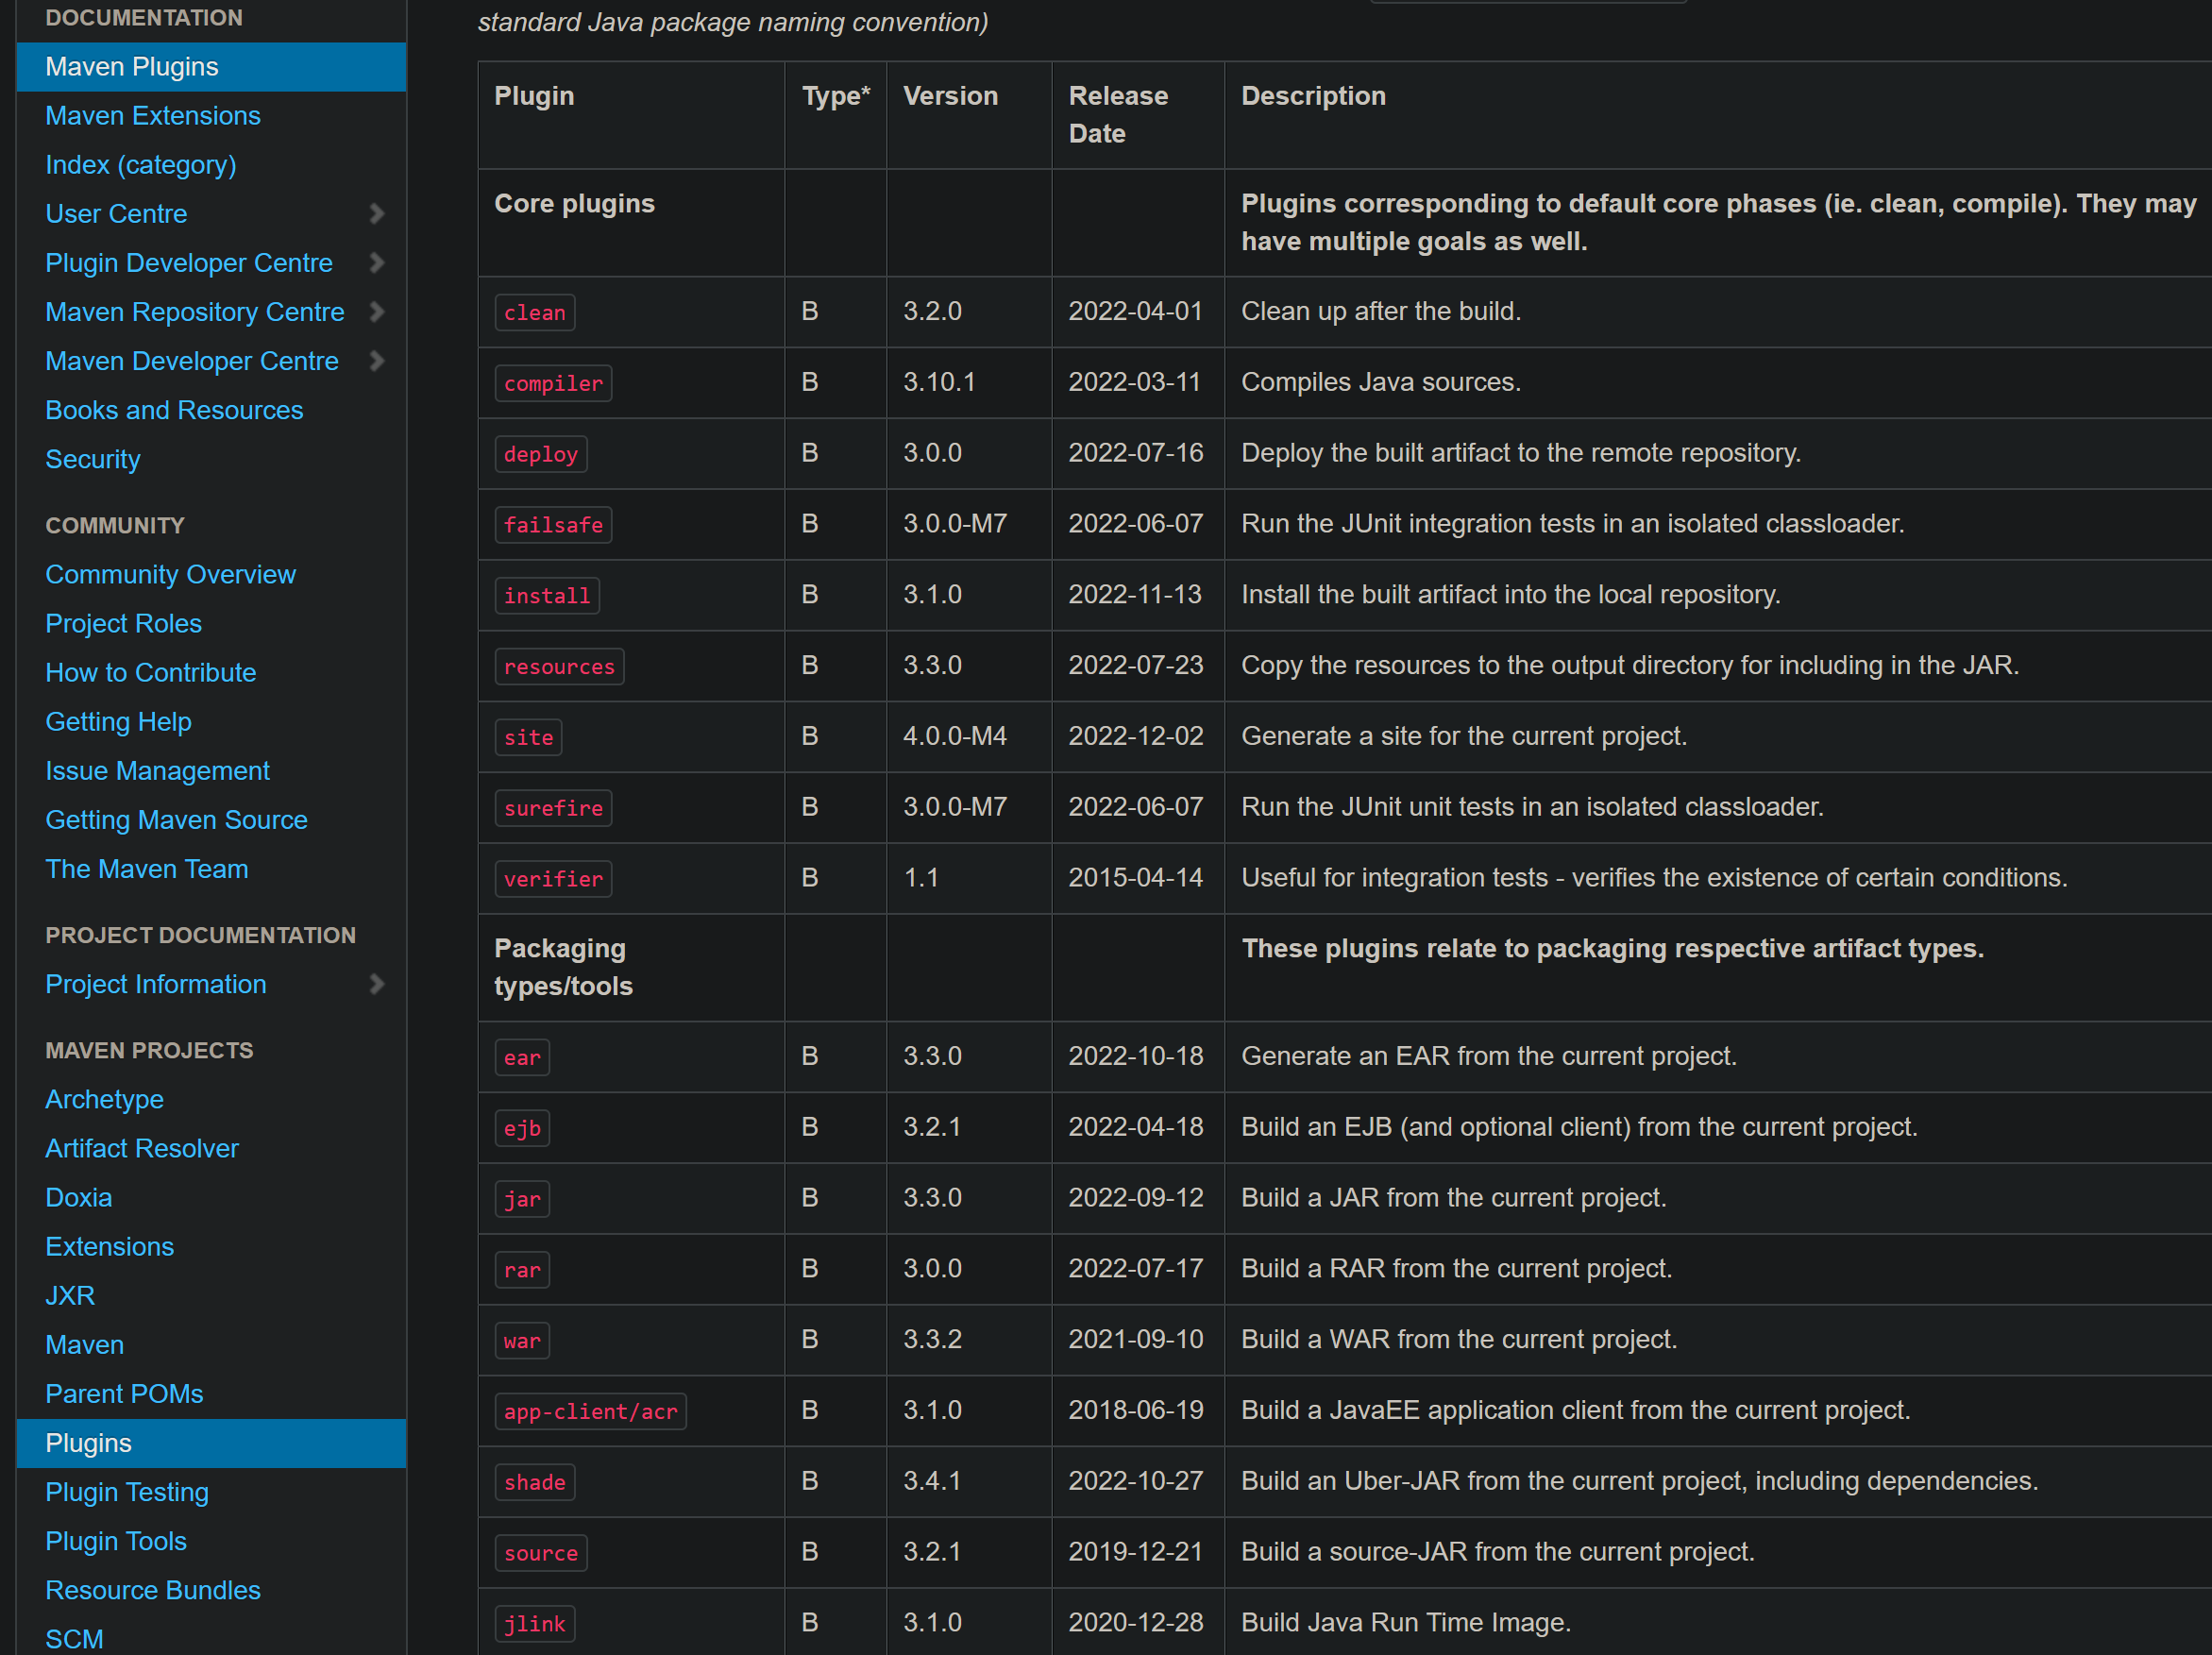 DOCUMENTATION
Maven Plugins
Maven Extensions
Index (category)
User Centre
Plugin Developer Centre
Maven Repository Centre
Maven Developer Centre
Books and Resources
Security
COMMUNITY
Community Overview
Project Roles
How to Contribute
Getting Help
Issue Management
Getting Maven Source
The Maven Team
PROJECT DOCUMENTATION
Project Information
MAVEN PROJECTS
Archetype
Artifact Resolver
Doxia
Extensions
JXR
Maven
Parent POMs
Plugins
Plugin Testing
Plugin Tools
Resource Bundles
SCM
standard Java package naming convention)
Plugin Type* Version Release Date Description
Core plugins Plugins corresponding to default core phases (ie. clean, compile). They may
have multiple goals as well.
clean B 3.2.0 2022-04-01 Clean up after the build.
compiler B 3.10.1 2022-03-11 Compiles Java sources.
deploy B 3.0.0 2022-07-16 Deploy the built artifact to the remote repository.
failsafe B 3.0.0-M7 2022-06-07 Run the JUnit integration tests in an isolated classloader.
install B 3.1.0 2022-11-13 Install the built artifact into the local repository.
resources B 3.3.0 2022-07-23 Copy the resources to the output directory for including in the JAR.
site B 4.0.0-M4 2022-12-02 Generate a site for the current project.
surefire B 3.0.0-M7 2022-06-07 Run the JUnit unit tests in an isolated classloader.
verifier B 1.1 2015-04-14 Useful for integration tests - verifies the existence of certain conditions.
Packaging These plugins relate to packaging respective artifact types.
types/tools
ear B 3.3.0 2022-10-18 Generate an EAR from the current project.
ejb B 3.2.1 2022-04-18 Build an EJB (and optional client) from the current project.
jar B 3.3.0 2022-09-12 Build a JAR from the current project.
rar B 3.0.0 2022-07-17 Build a RAR from the current project.
war B 3.3.2 2021-09-10 Build a WAR from the current project.
app-client/acr B 3.1.0 2018-06-19 Build a JavaEE application client from the current project.
shade B 3.4.1 2022-10-27 Build an Uber-JAR from the current project, including dependencies.
source B 3.2.1 2019-12-21 Build a source-JAR from the current project.
jlink B 3.1.0 2020-12-28 Build Java Run Time Image.